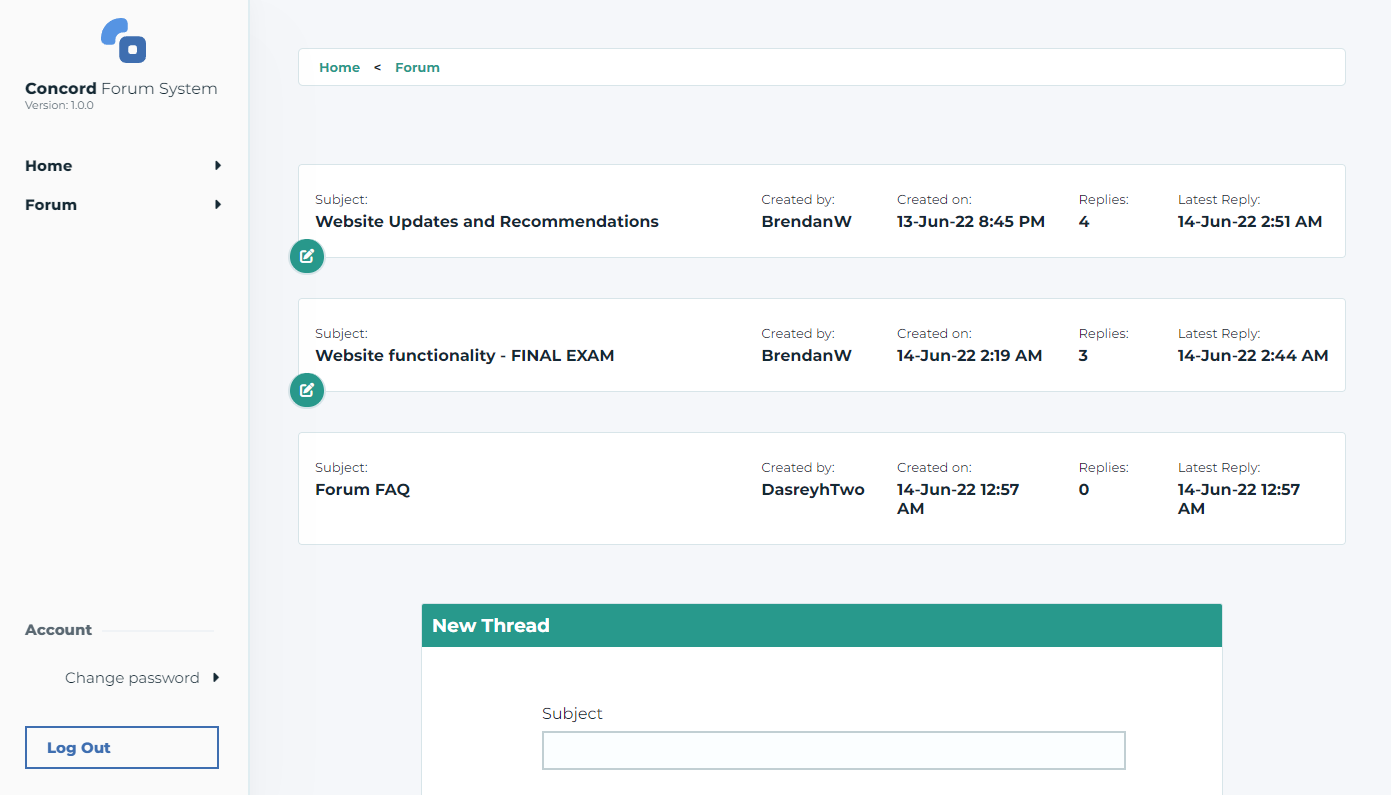 Concord Forum System
Version: 1.0.0
Home
Forum
Account
Change password
Log Out
Home < Forum
Subject: Created by: Created on: Replies: Latest Reply:
Website Updates and Recommendations BrendanW 13-Jun-22 8:45 PM 4 14-Jun-22 2:51 AM
Subject: Created by: Created on: Replies: Latest Reply:
Website functionality - FINAL EXAM BrendanW 14-Jun-22 2:19 AM 3 14-Jun-22 2:44 AM
Subject: Created by: Created on: Replies: Latest Reply:
Forum FAQ DasreyhTwo 14-Jun-22 12:57 0 14-Jun-22 12:57
AM AM
New Thread
Subject